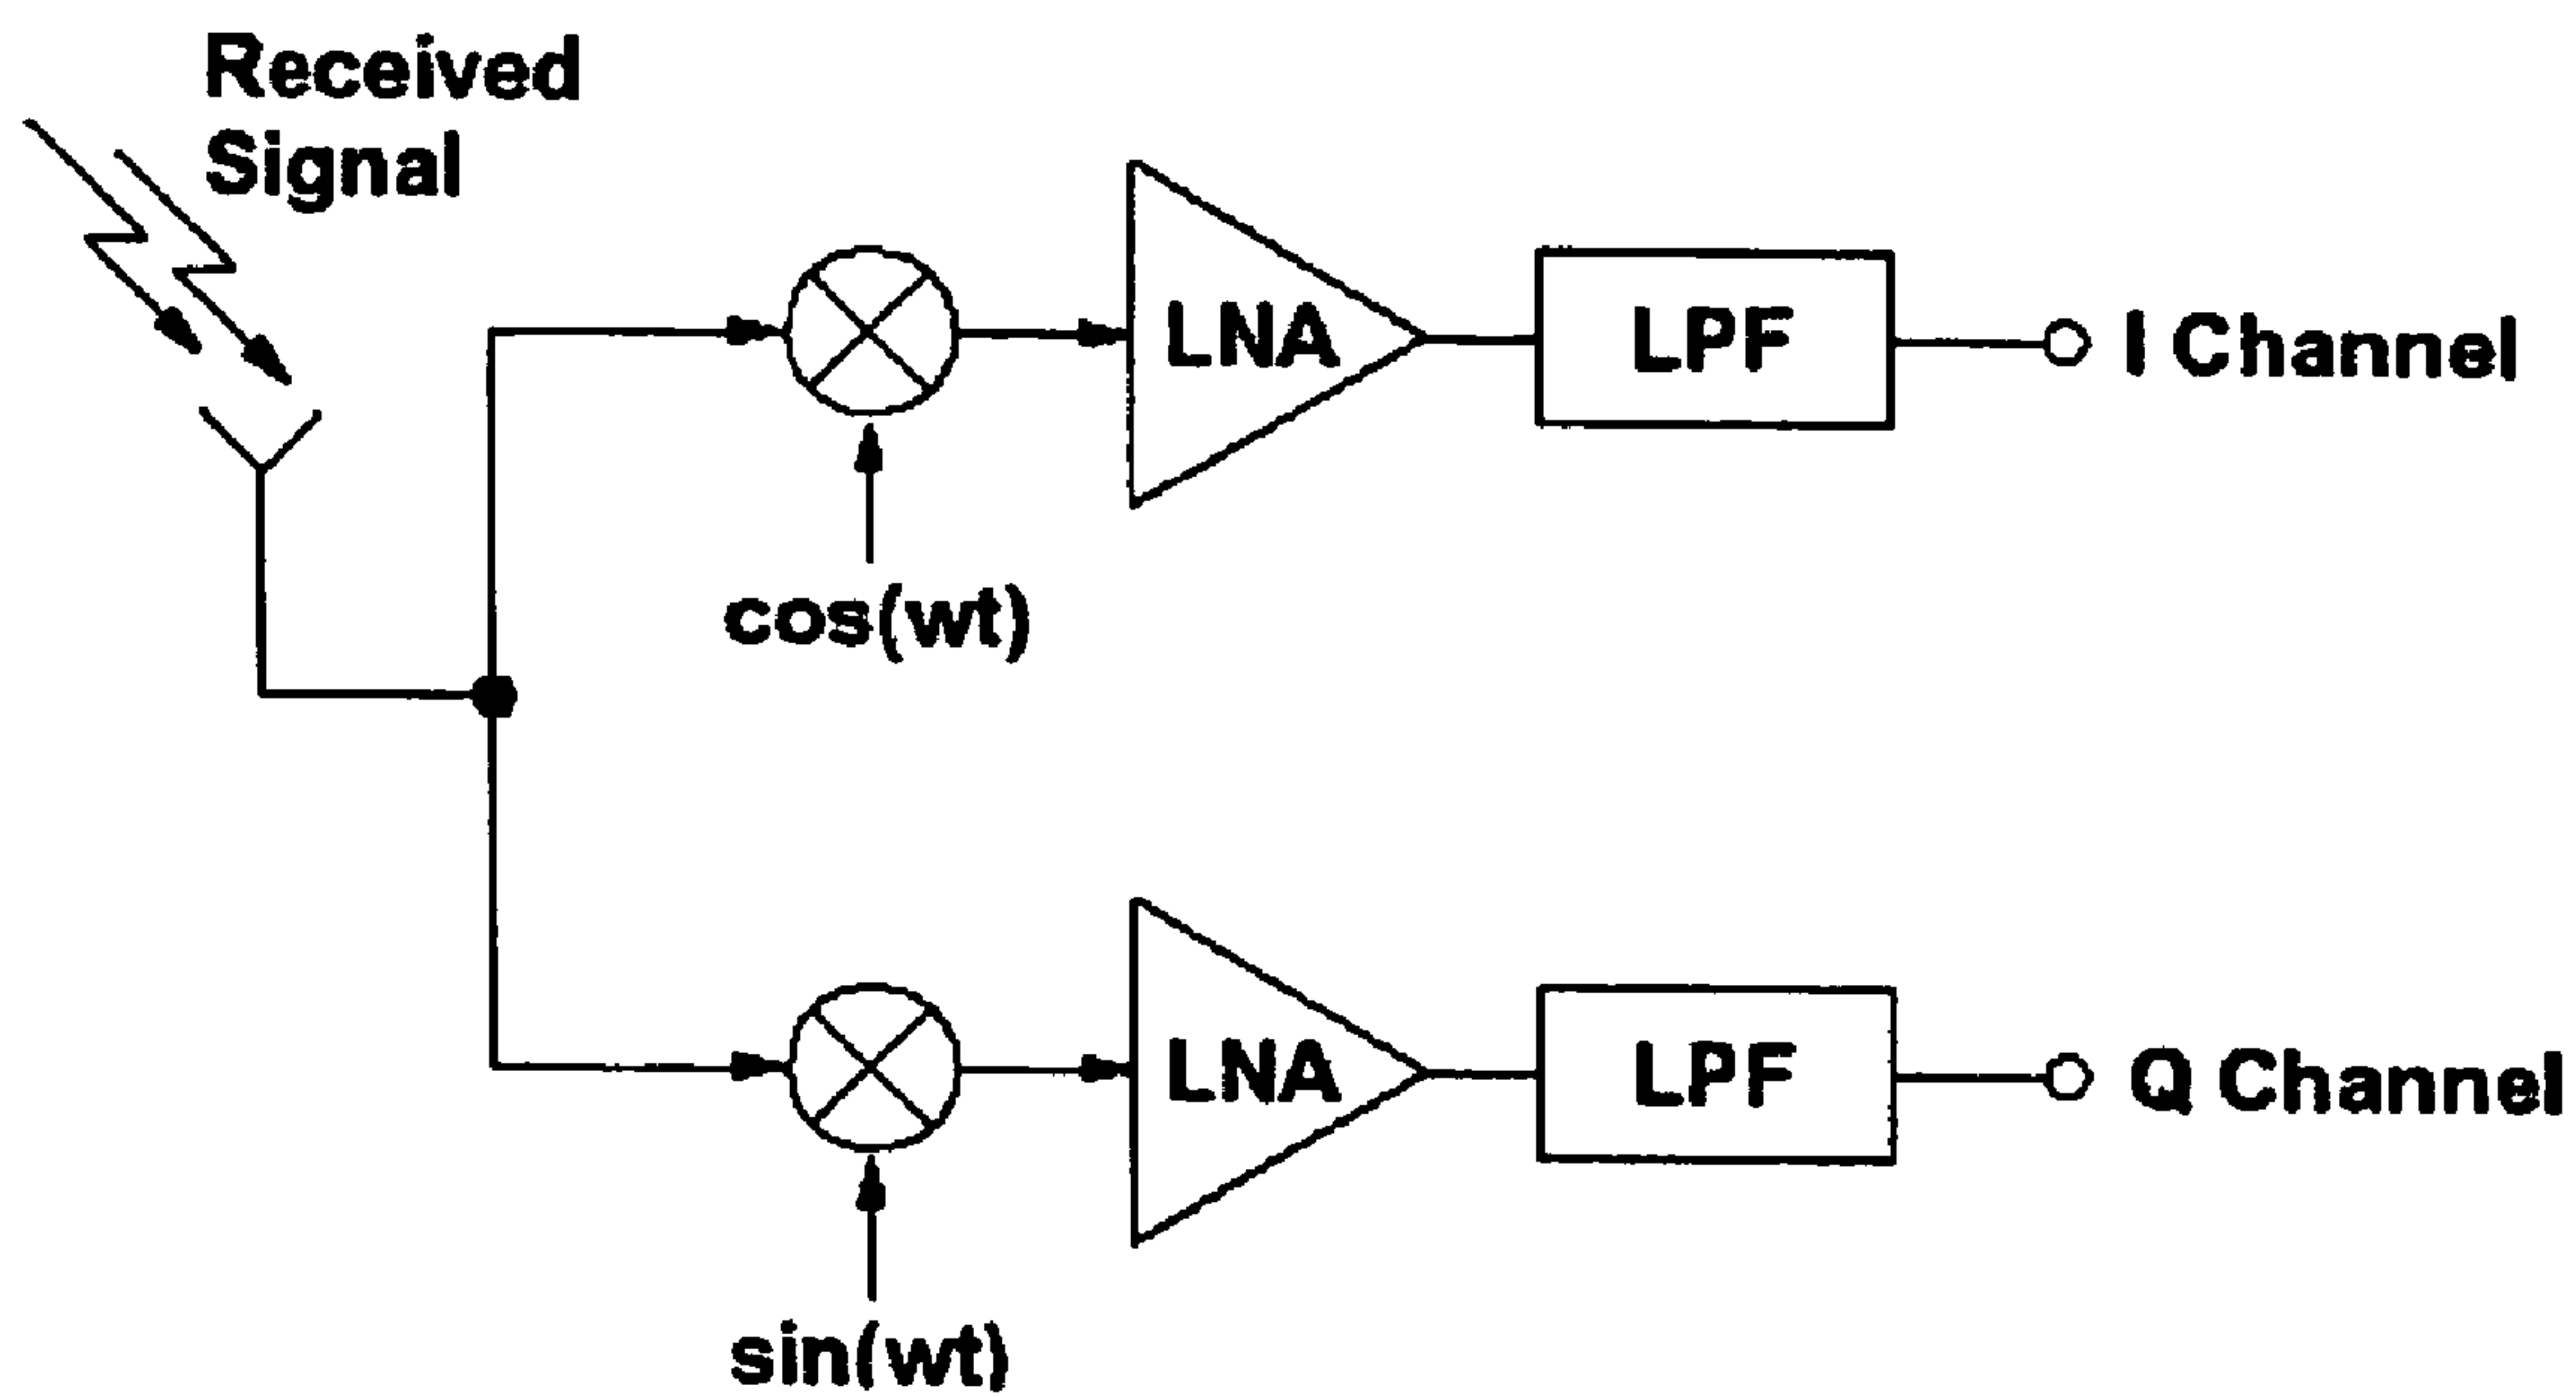 Received
Signal
LNA
LPF
I Channel
cos(wt)
LNA
LPF
Q Channel
sin(wt)